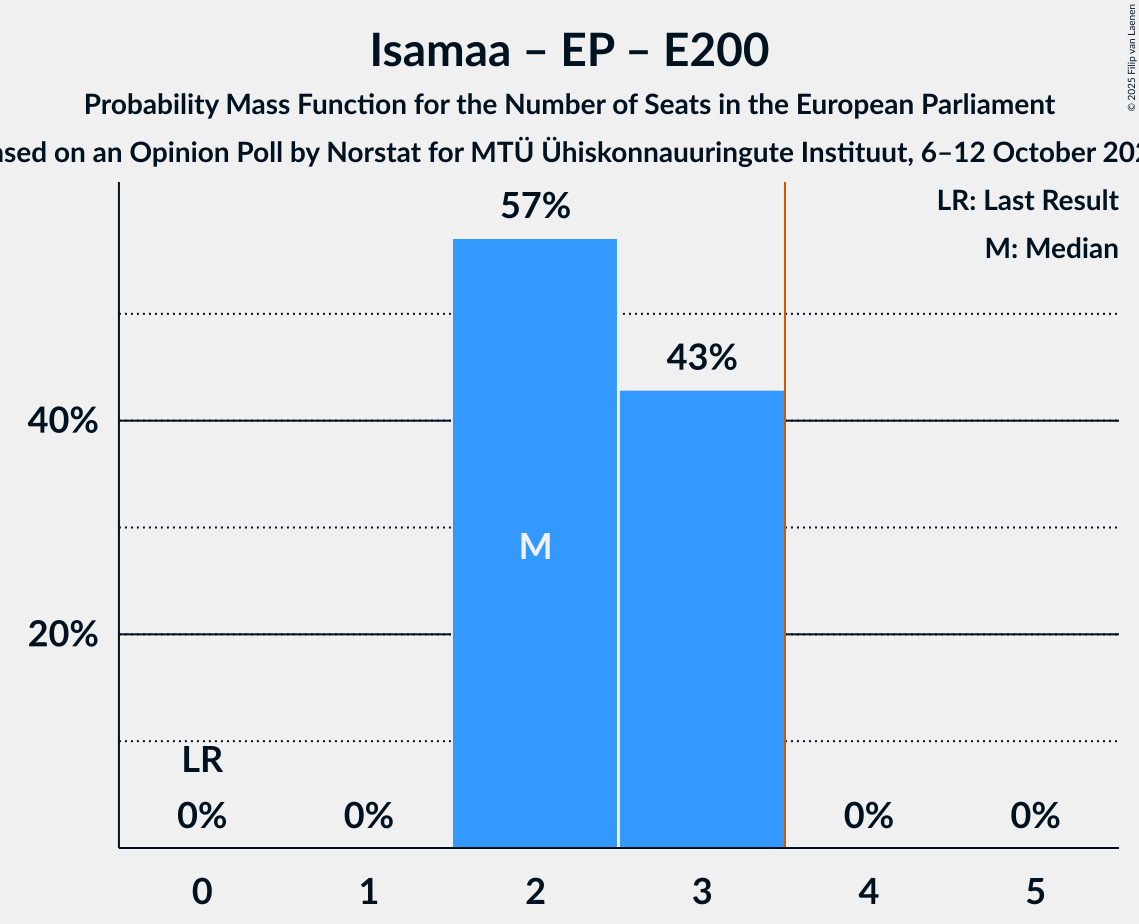 Isamaa – EP – E200
Probability Mass Function for the Number of Seats in the European Parliament
on an Opinion Poll by Norstat for MTÜ Ühiskonnauuringute Instituut, 6–12 October
© 2025 Filip van Laenen
LR: Last Result
M: Median
57%
43%
40%
M
20%
LR
0% 0% 0% 0%
0 1 2 3 4 5